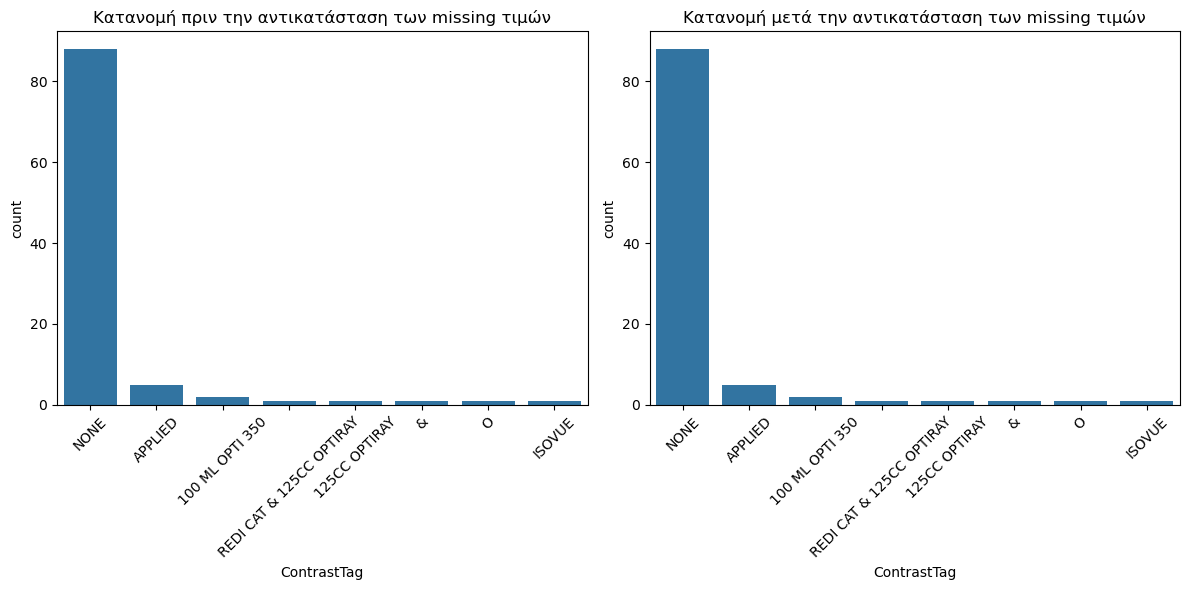 Κατανομή πριν την αντικατάσταση των missing τιμών
count
80
60
40
20
0
NONE
APPLIED
100 ML OPTI 350
REDI CAT & 125CC OPTIRAY
125CC OPTIRAY
&
O
ISOVUE
ContrastTag
Κατανομή μετά την αντικατάσταση των missing τιμών
count
80
60
40
20
0
NONE
APPLIED
100 ML OPTI 350
REDI CAT & 125CC OPTIRAY
125CC OPTIRAY
&
O
ISOVUE
ContrastTag